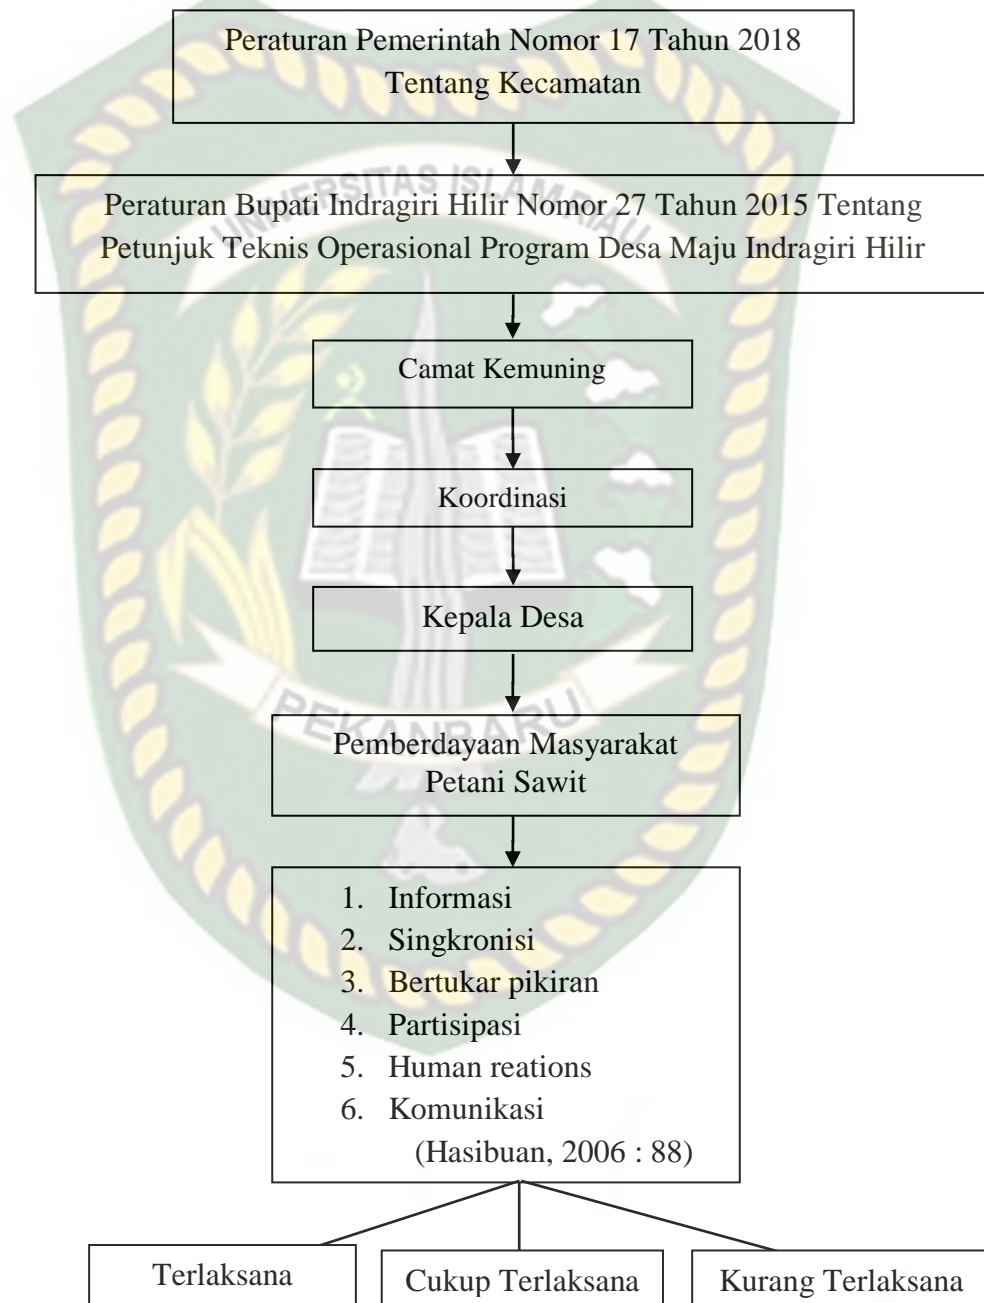 Peraturan Pemerintah Nomor 17 Tahun 2018
Tentang Kecamatan
UNIVERSITAS ISLAM RIAU
Peraturan Bupati Indragiri Hilir Nomor 27 Tahun 2015 Tentang
Petunjuk Teknis Operasional Program Desa Maju Indragiri Hilir
Camat Kemuning
Koordinasi
Kepala Desa
PEKANBARU
Pemberdayaan Masyarakat
Petani Sawit
1. Informasi
2. Singkronisi
3. Bertukar pikiran
4. Partisipasi
5. Human reations
6. Komunikasi
(Hasibuan, 2006 : 88)
Terlaksana
Cukup Terlaksana
Kurang Terlaksana